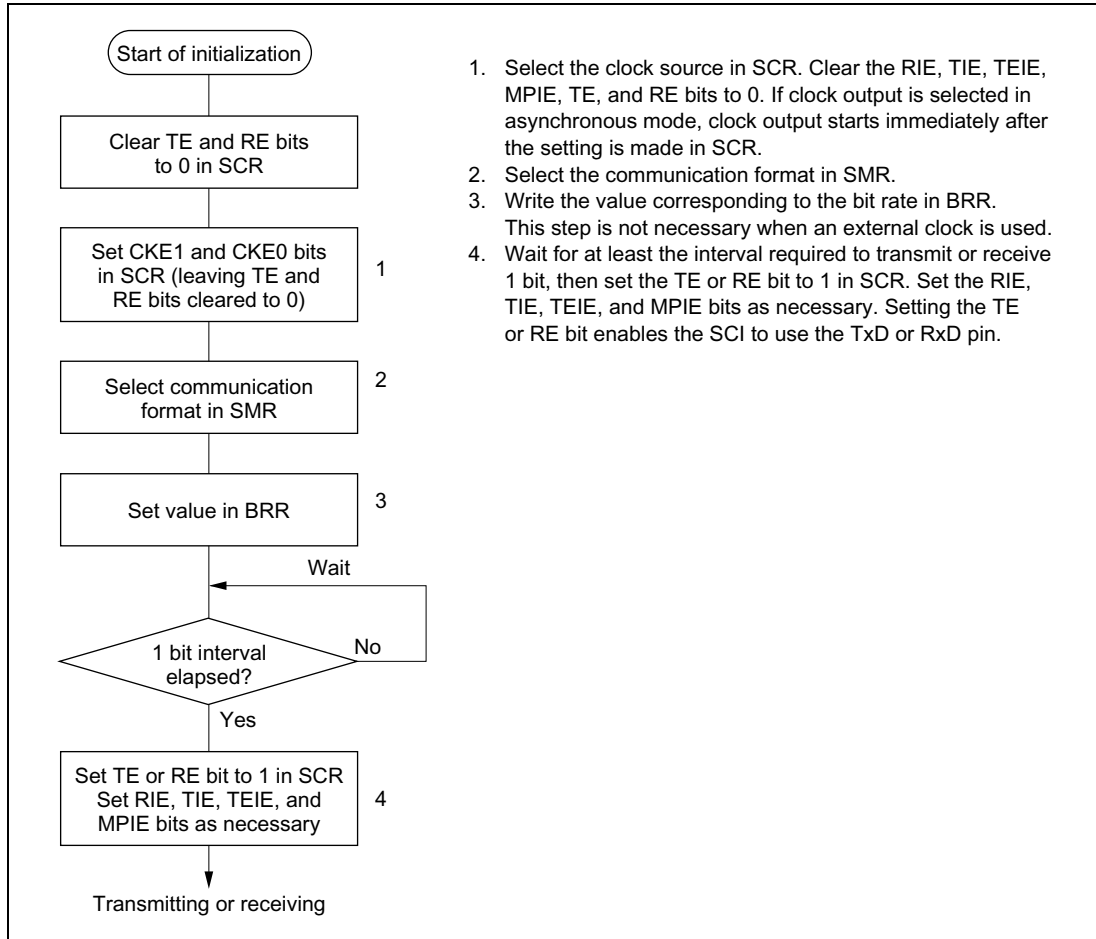 Start of initialization
Clear TE and RE bits
to 0 in SCR
Set CKE1 and CKE0 bits
in SCR (leaving TE and
RE bits cleared to 0)
1
Select communication
format in SMR
2
Set value in BRR
3
Wait
1 bit interval
elapsed?
No
Yes
Set TE or RE bit to 1 in SCR
Set RIE, TIE, TEIE, and
MPIE bits as necessary
4
Transmitting or receiving
1. Select the clock source in SCR. Clear the RIE, TIE, TEIE,
MPIE, TE, and RE bits to 0. If clock output is selected in
asynchronous mode, clock output starts immediately after
the setting is made in SCR.
2. Select the communication format in SMR.
3. Write the value corresponding to the bit rate in BRR.
This step is not necessary when an external clock is used.
4. Wait for at least the interval required to transmit or receive
1 bit, then set the TE or RE bit to 1 in SCR. Set the RIE,
TIE, TEIE, and MPIE bits as necessary. Setting the TE
or RE bit enables the SCI to use the TxD or RxD pin.